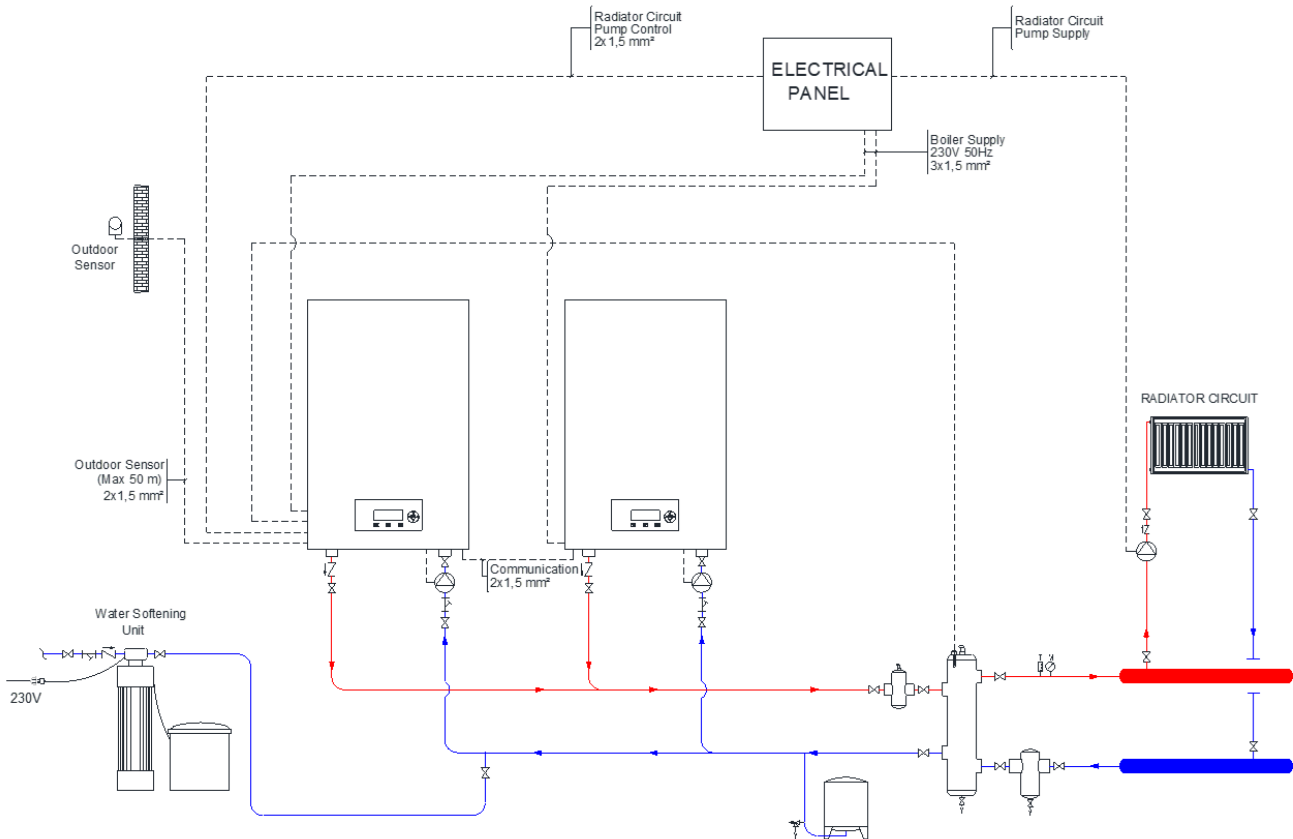 Radiator Circuit
Pump Control
2x1,5 mm²
Radiator Circuit
Pump Supply
ELECTRICAL
PANEL
Boiler Supply
230V 50Hz
3x1,5 mm²
Outdoor
Sensor
RADIATOR CIRCUIT
Outdoor Sensor
(Max 50 m)
2x1,5 mm²
Communication
2x1,5 mm²
Water Softening
Unit
230V